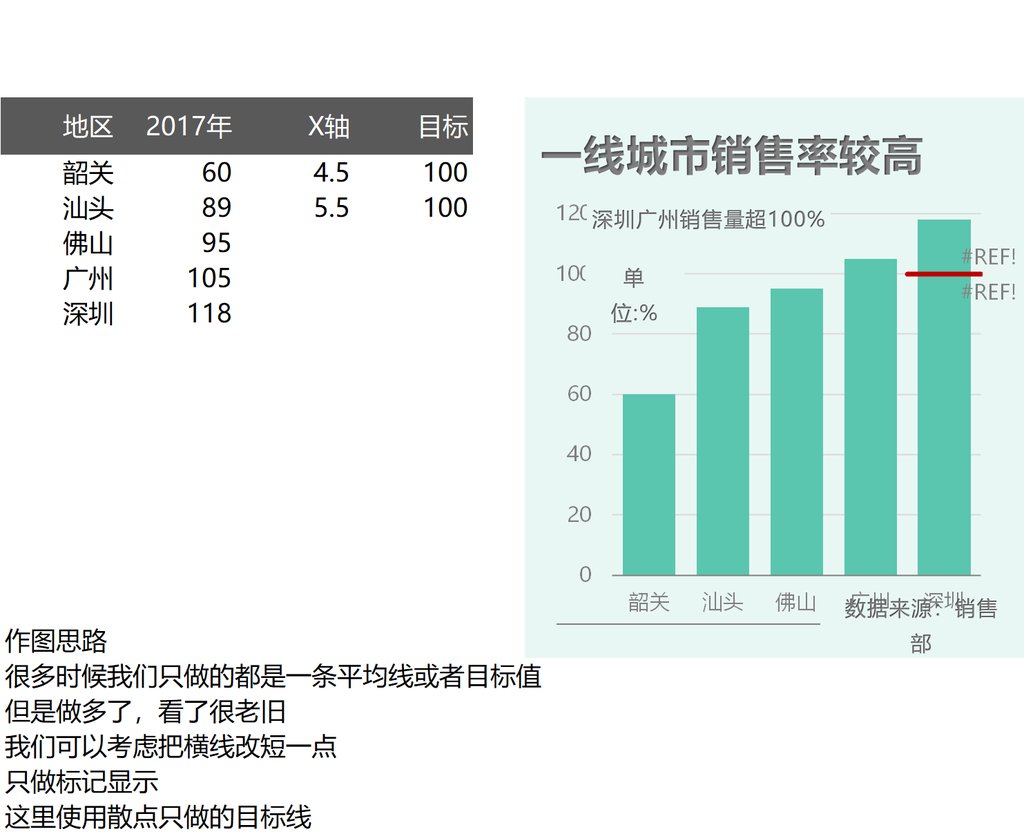 地区 2017年 X轴 目标
韶关 60 4.5 100
汕头 89 5.5 100
佛山 95
广州 105
深圳 118
一线城市销售率较高
深圳广州销售量超100%
120
单
位:%
100
80
60
40
20
0
#REF!
#REF!
韶关 汕头 佛山 广州 深圳
数据来源：销售
部
作图思路
很多时候我们只做的都是一条平均线或者目标值
但是做多了，看了很老旧
我们可以考虑把横线改短一点
只做标记显示
这里使用散点只做的目标线